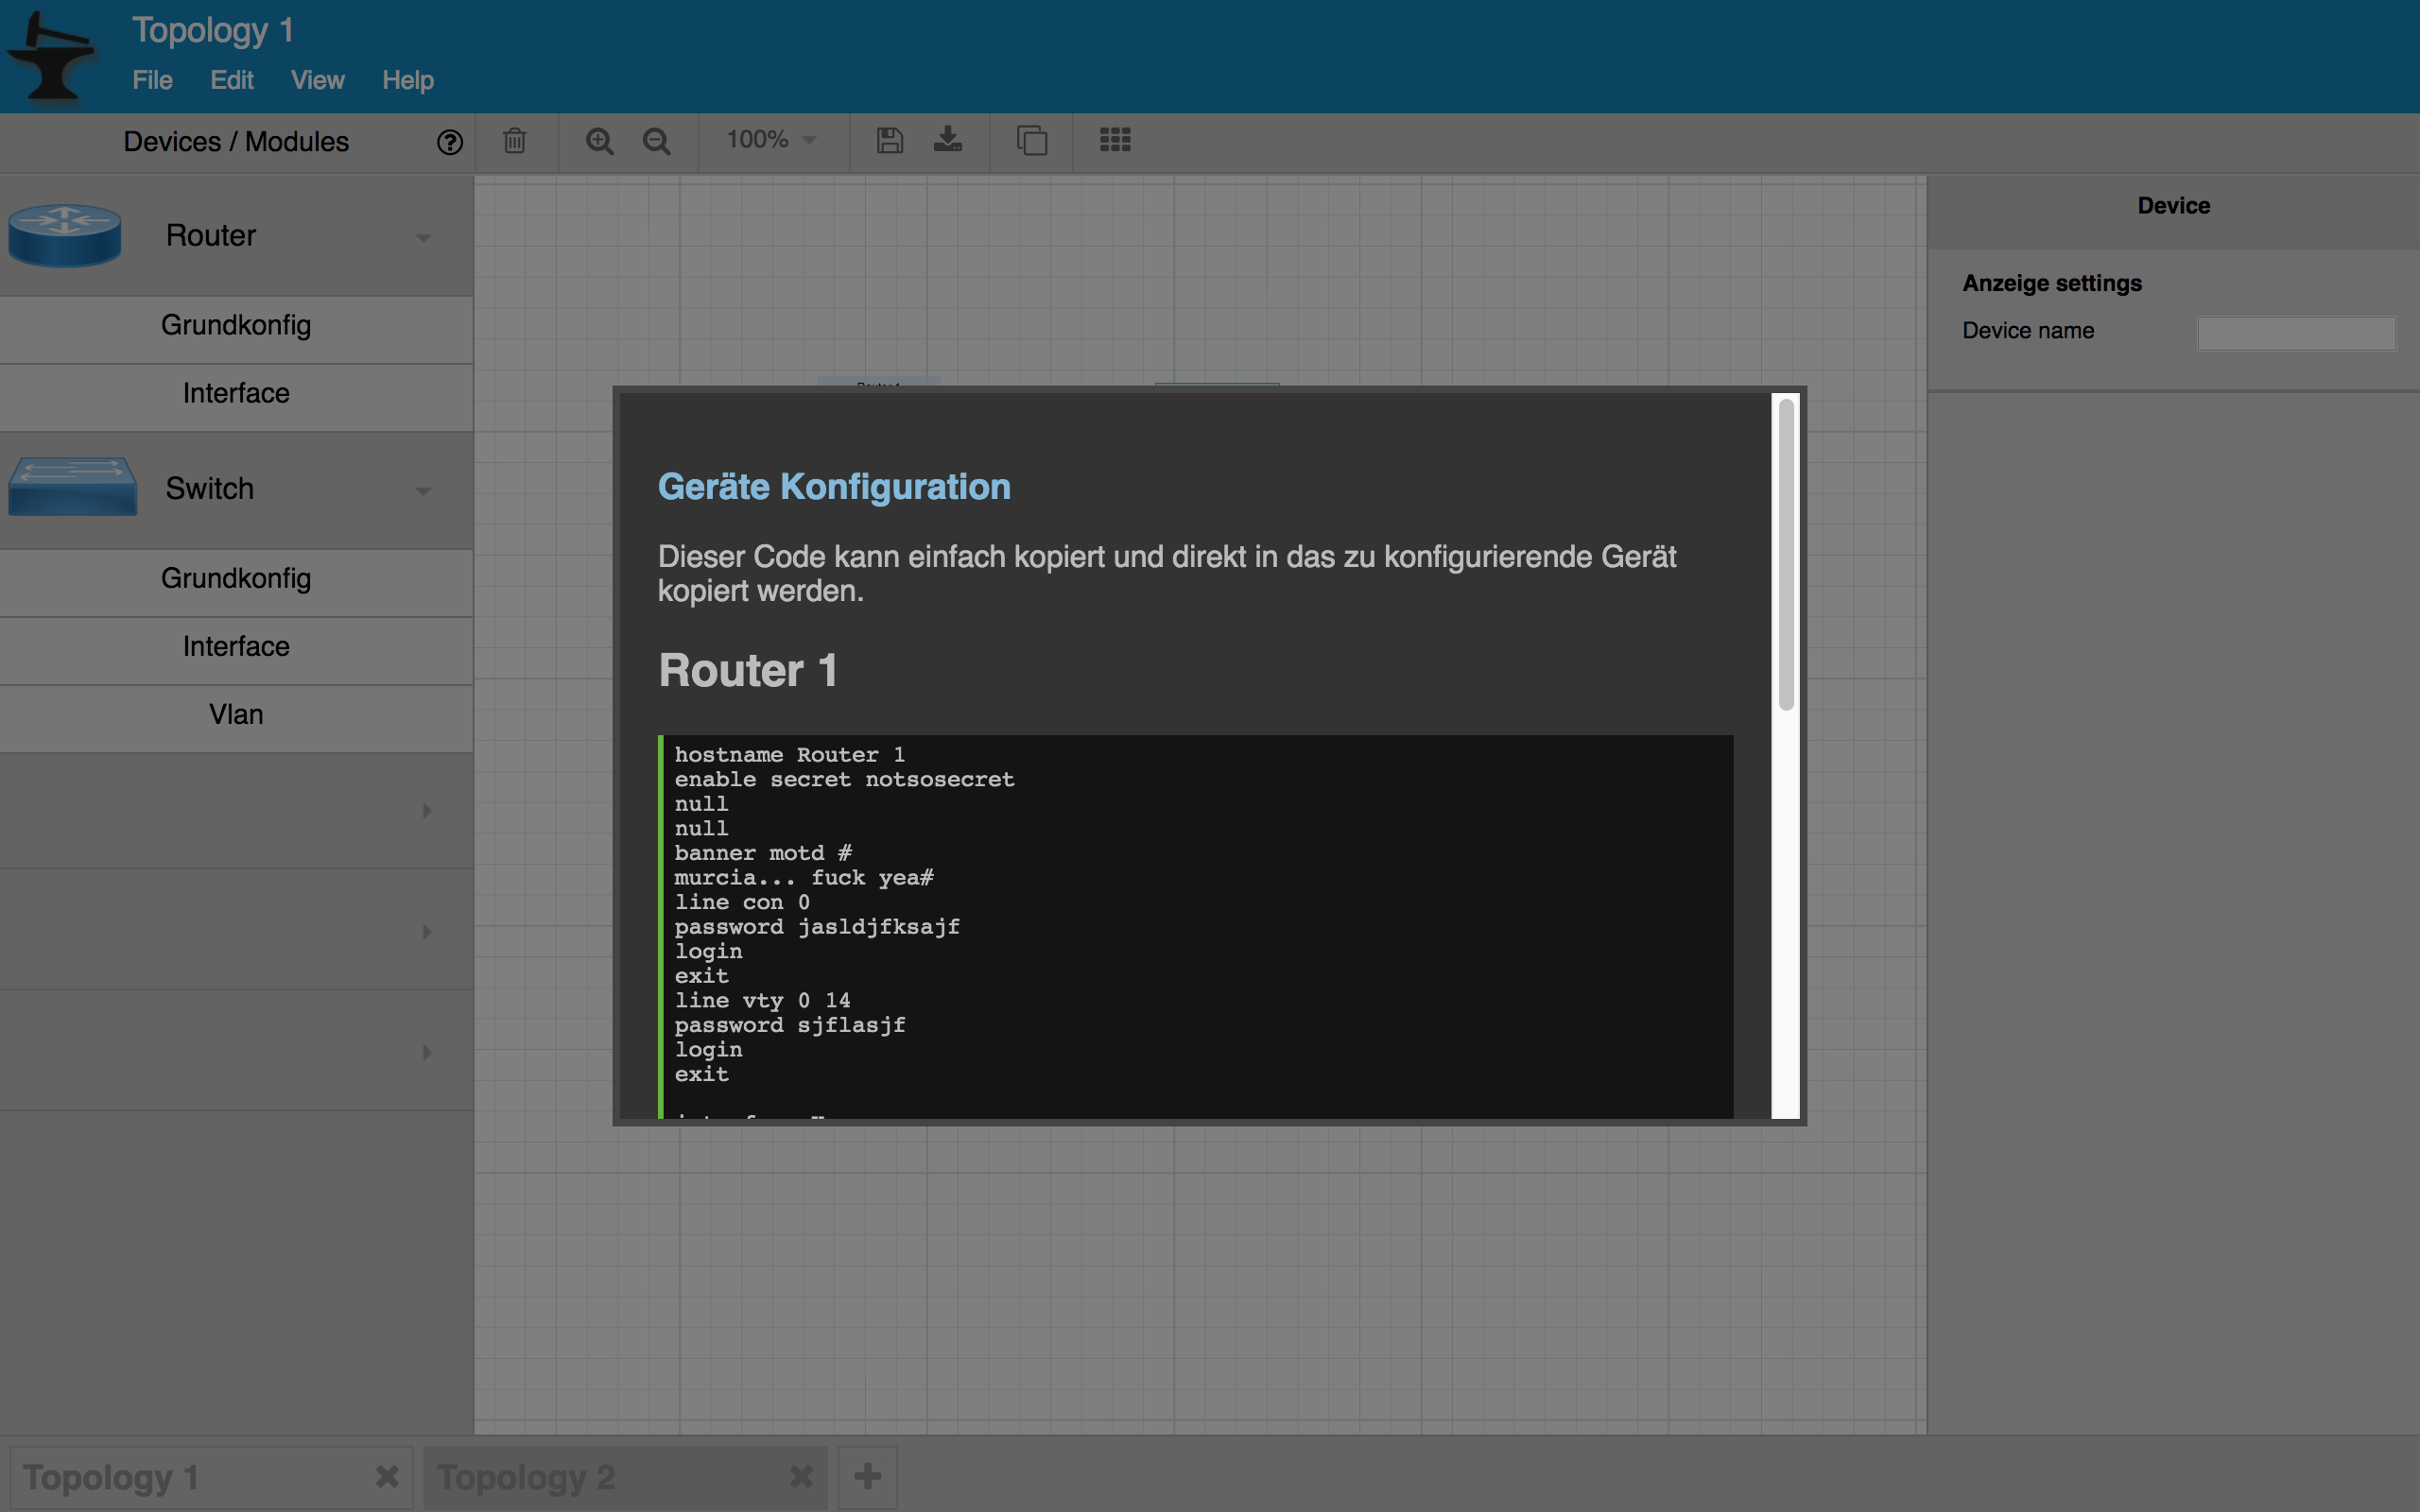 Topology 1
File Edit View Help
Devices / Modules
100%
Router
Grundkonfig
Interface
Switch
Grundkonfig
Interface
Vlan
Router 1
Geräte Konfiguration
Dieser Code kann einfach kopiert und direkt in das zu konfigurierende Gerät
kopiert werden.
Router 1
hostname Router 1
enable secret notsosecret
null
null
banner motd #
murcia... fuck yea#
line con 0
password jasldjfksajf
login
exit
line vty 0 14
password sjflasjf
login
exit
Device
Anzeige settings
Device name
Topology 1
Topology 2